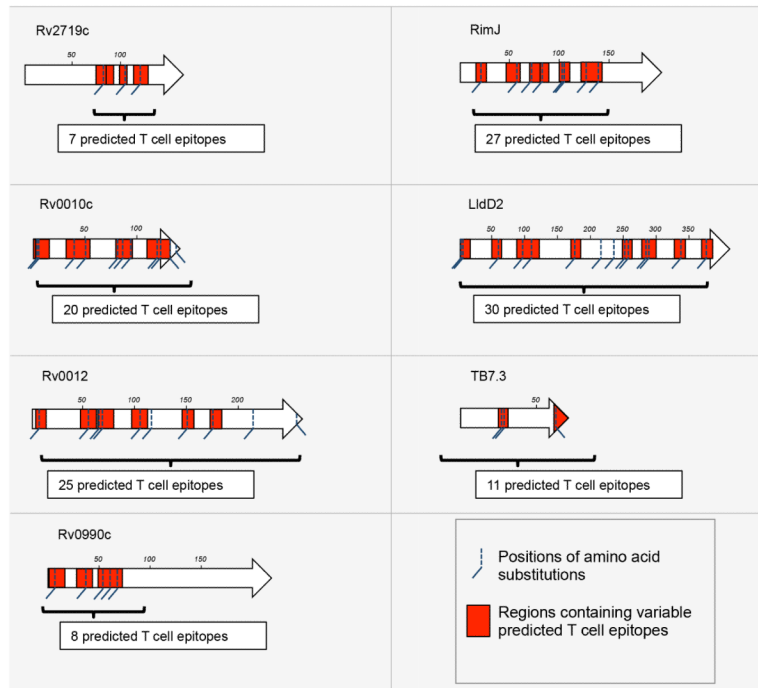 Rv2719c
50 100
7 predicted T cell epitopes
RimJ
50 100 150
27 predicted T cell epitopes
Rv0010c
50 100
20 predicted T cell epitopes
LldD2
50 100 150 200 250 300 350
30 predicted T cell epitopes
Rv0012
50 100 150 200
25 predicted T cell epitopes
TB7.3
50
11 predicted T cell epitopes
Rv0990c
50 100 150
8 predicted T cell epitopes
Positions of amino acid
substitutions
Regions containing variable
predicted T cell epitopes